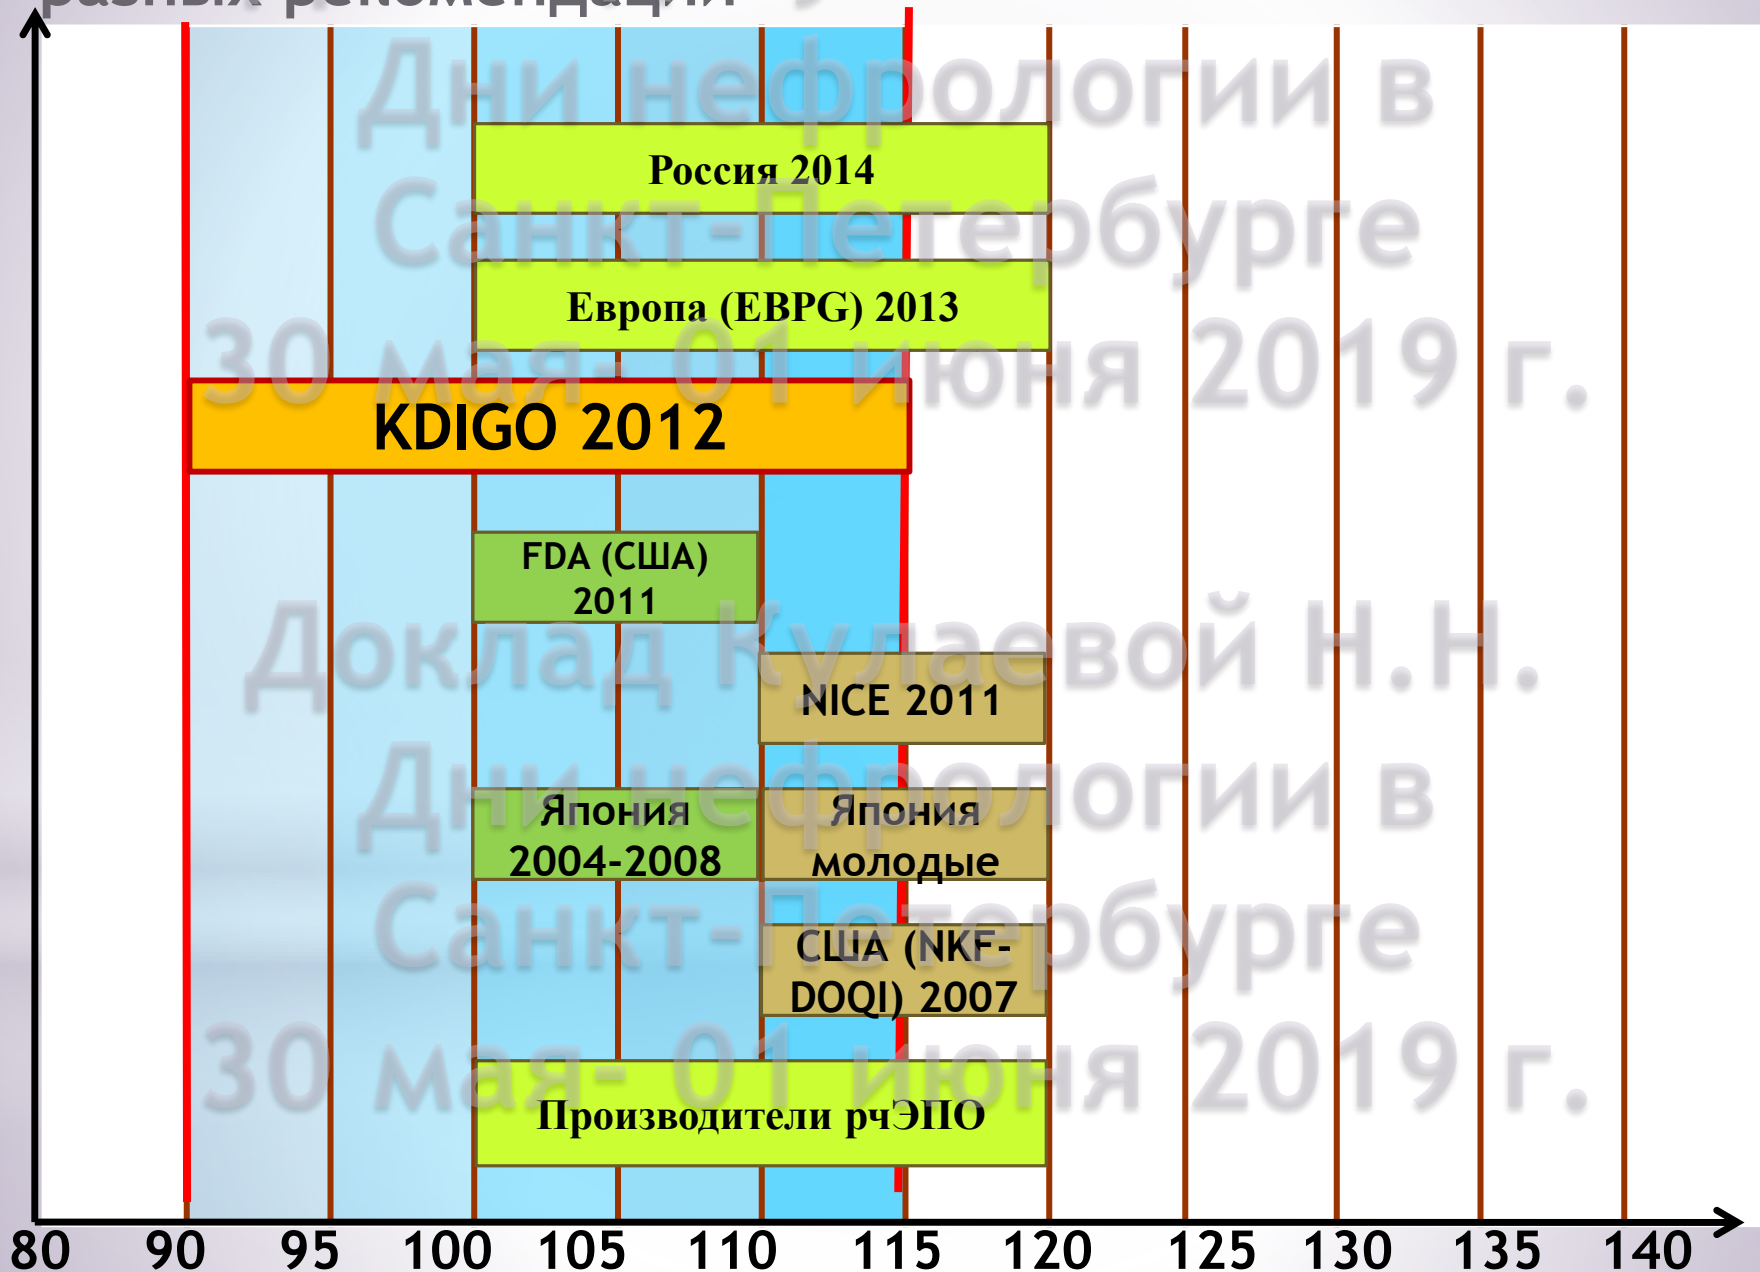 разных рекомендаций
Дни нефрологии в
Санкт-Петербурге
30 мая- 01 июня 2019 г.
Россия 2014
Европа (EBPG) 2013
KDIGO 2012
FDA (США)
2011
Доклад Кулаевой Н.Н.
NICE 2011
Дни нефрологии в
Санкт-Петербурге
30 мая- 01 июня 2019 г.
Япония
2004-2008
Япония
молодые
США (NKF-
DOQI) 2007
Производители рчЭПО
80 90 95 100 105 110 115 120 125 130 135 140